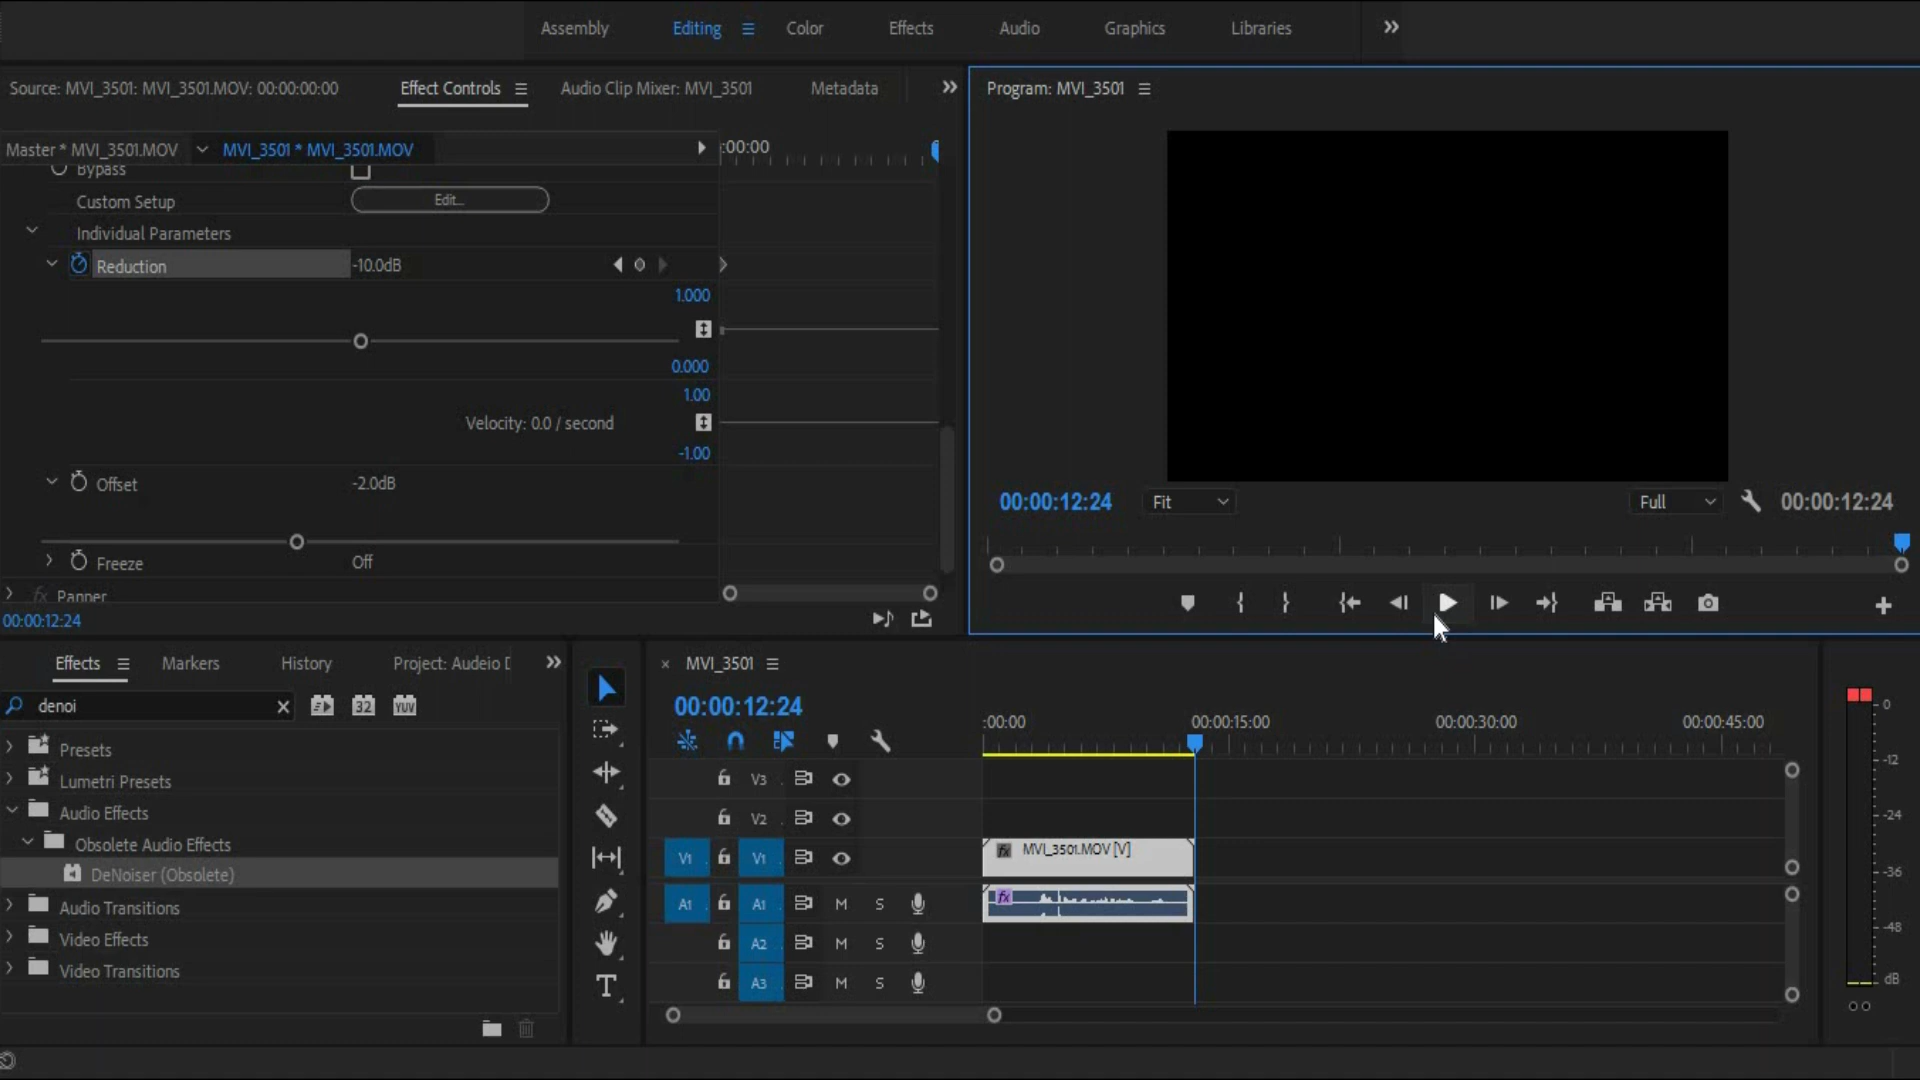 Assembly Editing Color Effects Audio Graphics Libraries
Source: MVI_3501: MVI_3501.MOV: 00:00:00:00 Effect Controls Audio Clip Mixer: MVI_3501 Metadata
Program: MVI_3501
Master * MVI_3501.MOV MVI_3501 * MVI_3501.MOV
:00:00
Bypass
Custom Setup Edit...
Individual Parameters
Reduction -10.0dB
1.000
0.000
1.00
Velocity: 0.0 / second
-1.00
Offset -2.0dB
Freeze Off
Panner
00:00:12:24
00:00:12:24 Fit Full 00:00:12:24
Effects Markers History Project: Audeio D
denoi
32 YUV
Presets
Lumetri Presets
Audio Effects
Obsolete Audio Effects
DeNoiser (Obsolete)
Audio Transitions
Video Effects
Video Transitions
T
× MVI_3501
00:00:12:24
:00:00 00:00:15:00 00:00:30:00 00:00:45:00
V3
V2
V1 V1 fx MVI_3501.MOV [V]
A1 A1 M S fx
A2 M S
A3 M S
0
-12
-24
-36
-48
dB